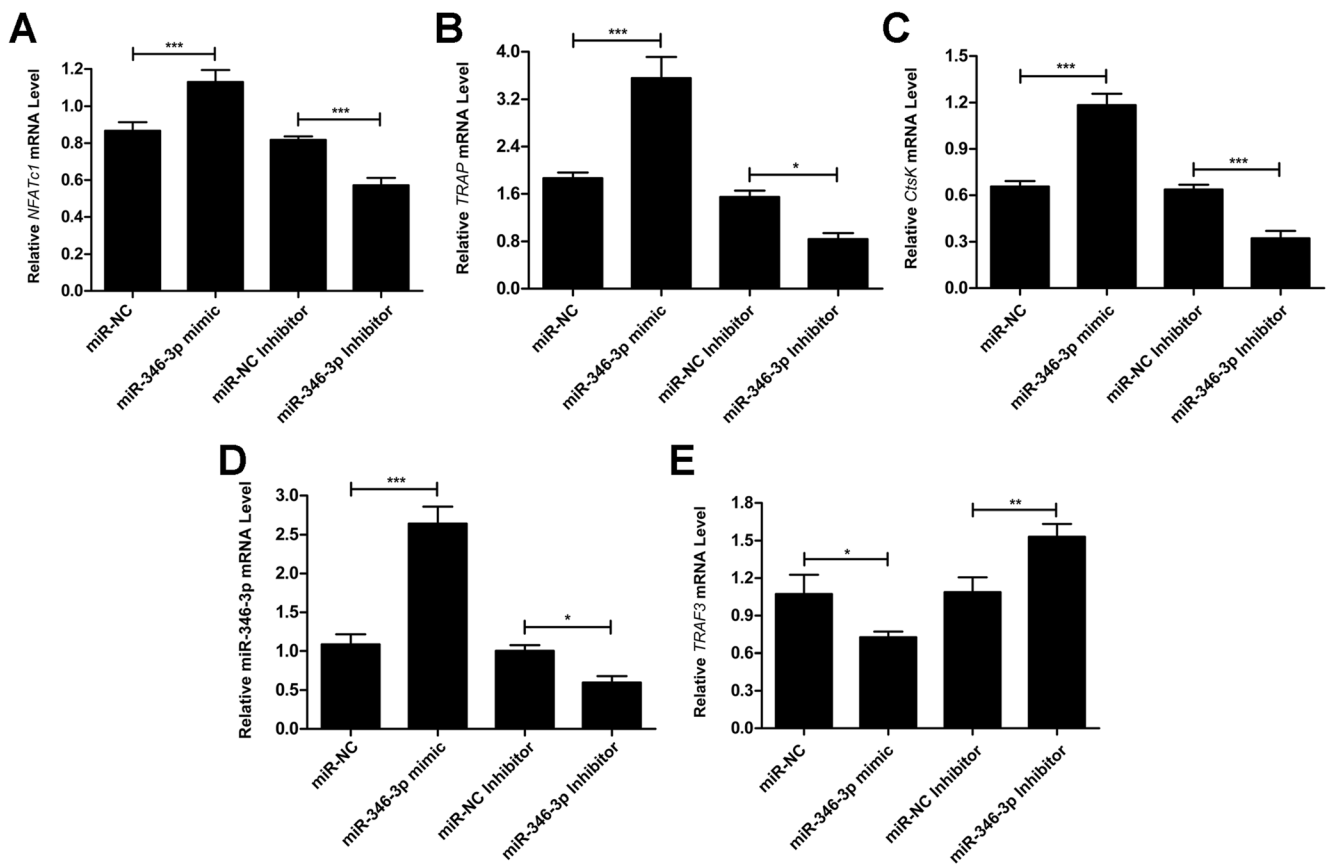 A
Relative NFATc1 mRNA Level
1.2
1.0
0.8
0.6
0.4
0.2
0.0
***
***
miR-NC
miR-346-3p mimic
miR-NC Inhibitor
miR-346-3p Inhibitor
B
Relative TRAP mRNA Level
4.0
3.2
2.4
1.6
0.8
0.0
***
*
miR-NC
miR-346-3p mimic
miR-NC Inhibitor
miR-346-3p Inhibitor
C
Relative CtsK mRNA Level
1.5
1.2
0.9
0.6
0.3
0.0
***
***
miR-NC
miR-346-3p mimic
miR-NC Inhibitor
miR-346-3p Inhibitor
D
Relative miR-346-3p mRNA Level
3.0
2.5
2.0
1.5
1.0
0.5
0.0
***
*
miR-NC
miR-346-3p mimic
miR-NC Inhibitor
miR-346-3p Inhibitor
E
Relative TRAF3 mRNA Level
1.8
1.5
1.2
0.9
0.6
0.3
0.0
*
**
miR-NC
miR-346-3p mimic
miR-NC Inhibitor
miR-346-3p Inhibitor